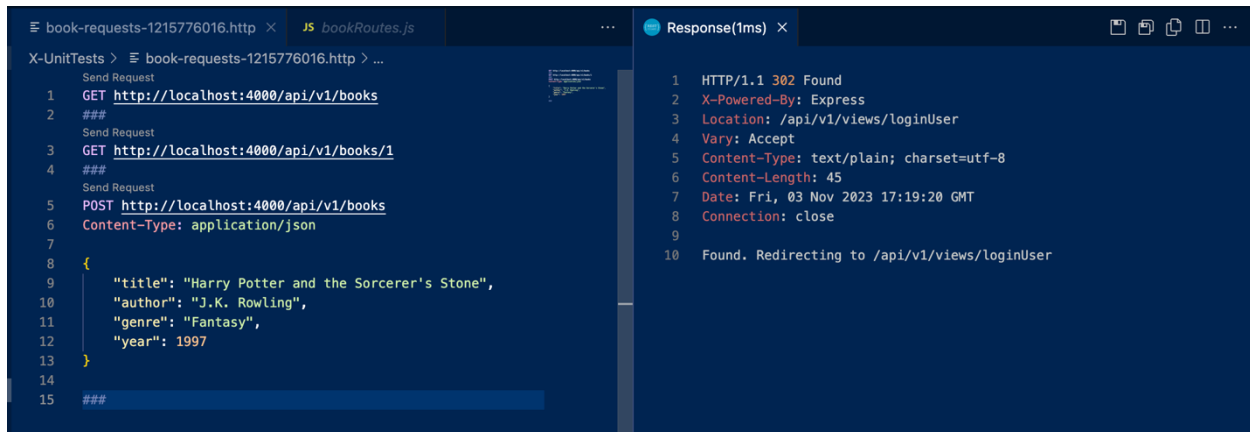 book-requests-1215776016.http
JS bookRoutes.js
X-UnitTests > book-requests-1215776016.http > ...
Send Request
1 GET http://localhost:4000/api/v1/books
2 ###
Send Request
3 GET http://localhost:4000/api/v1/books/1
4 ###
Send Request
5 POST http://localhost:4000/api/v1/books
6 Content-Type: application/json
7
8 {
9 "title": "Harry Potter and the Sorcerer's Stone",
10 "author": "J.K. Rowling",
11 "genre": "Fantasy",
12 "year": 1997
13 }
14
15 ###
Response(1ms)
1 HTTP/1.1 302 Found
2 X-Powered-By: Express
3 Location: /api/v1/views/loginUser
4 Vary: Accept
5 Content-Type: text/plain; charset=utf-8
6 Content-Length: 45
7 Date: Fri, 03 Nov 2023 17:19:20 GMT
8 Connection: close
9
10 Found. Redirecting to /api/v1/views/loginUser